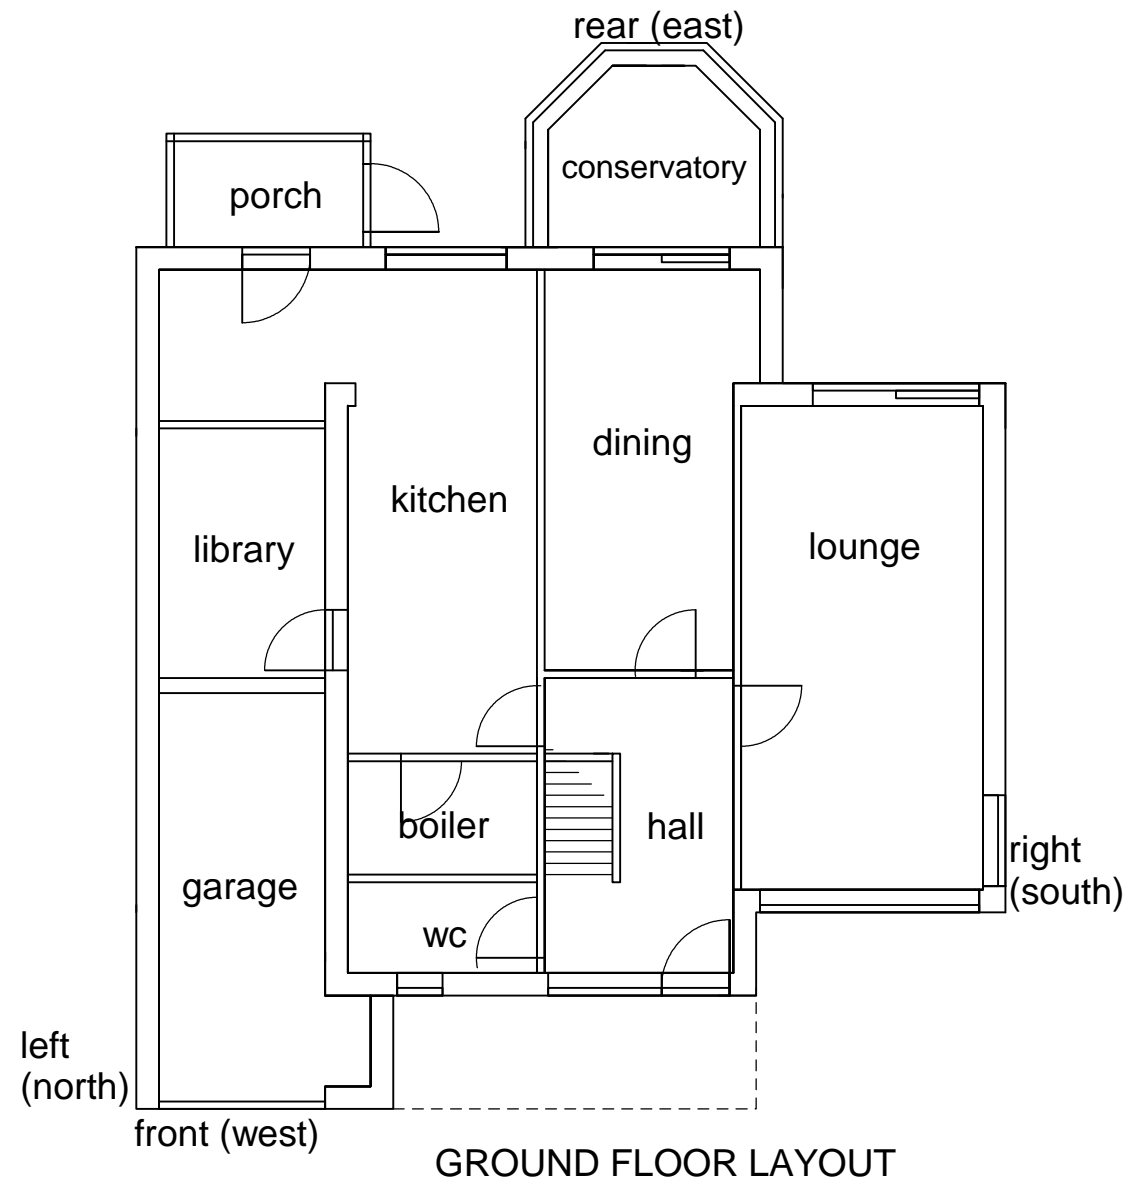 rear (east)
conservatory
porch
dining
kitchen
library
lounge
boiler
hall
right
(south)
garage
wc
left
(north)
front (west)
GROUND FLOOR LAYOUT